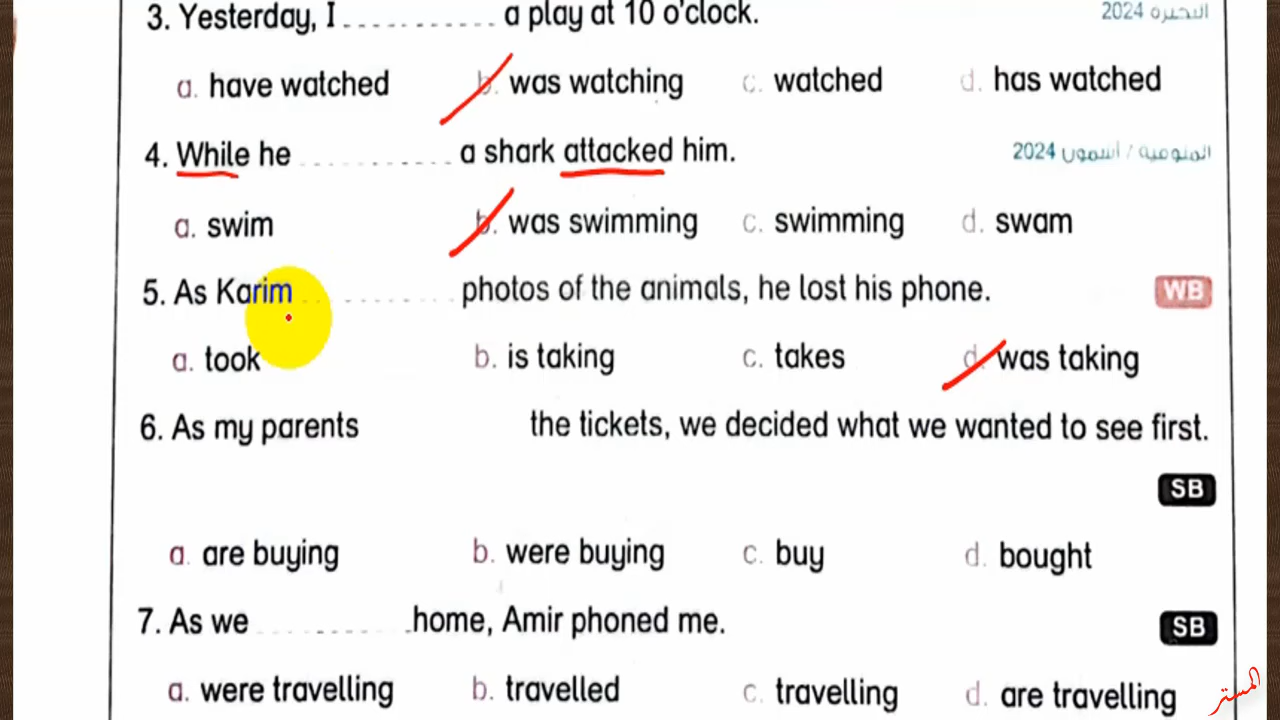 3. Yesterday, I ............ a play at 10 o'clock. البحيرة 2024
a. have watched b. was watching c. watched d. has watched
4. While he ............ a shark attacked him. المنوفية / أشمون 2024
a. swim b. was swimming c. swimming d. swam
5. As Karim ............ photos of the animals, he lost his phone. WB
a. took b. is taking c. takes d. was taking
6. As my parents the tickets, we decided what we wanted to see first.
SB
a. are buying b. were buying c. buy d. bought
7. As we ............ home, Amir phoned me. SB
a. were travelling b. travelled c. travelling d. are travelling
المستر